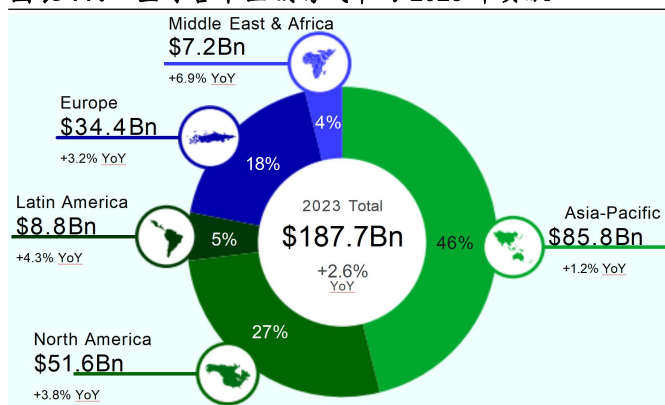 Middle East & Africa
$7.2Bn
+6.9% YoY
Europe
$34.4Bn
+3.2% YoY
4%
18%
Latin America
$8.8Bn
+4.3% YoY
5%
2023 Total
$187.7Bn
+2.6%
YoY
46%
Asia-Pacific
$85.8Bn
+1.2% YoY
27%
North America
$51.6Bn
+3.8% YoY